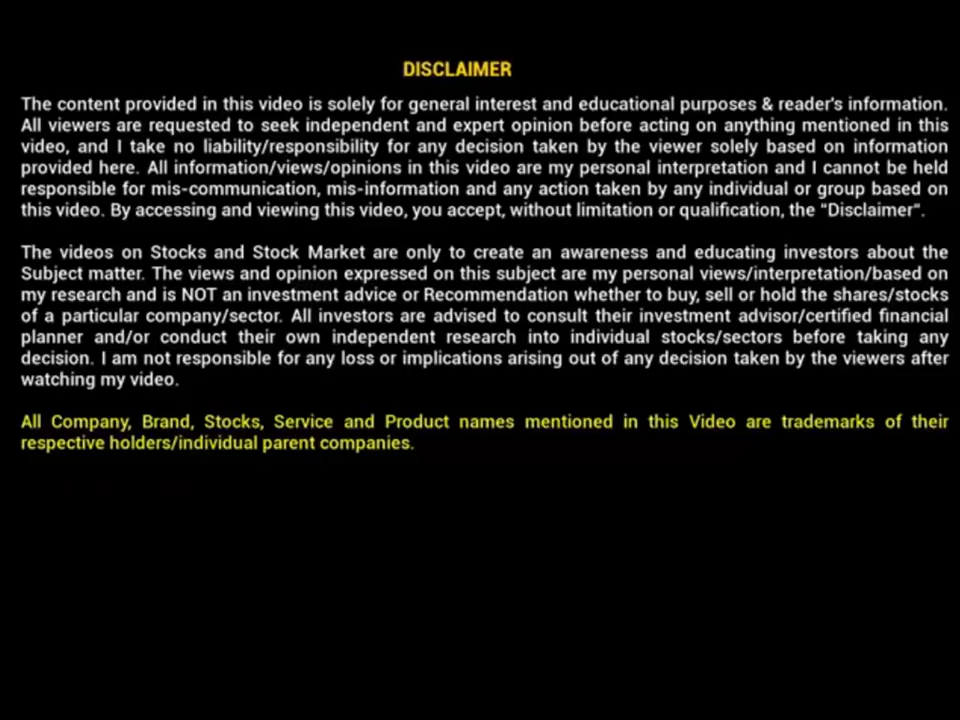 DISCLAIMER
The content provided in this video is solely for general interest and educational purposes & reader's information.
All viewers are requested to seek independent and expert opinion before acting on anything mentioned in this
video, and I take no liability/responsibility for any decision taken by the viewer solely based on information
provided here. All information/views/opinions in this video are my personal interpretation and I cannot be held
responsible for mis-communication, mis-information and any action taken by any individual or group based on
this video. By accessing and viewing this video, you accept, without limitation or qualification, the "Disclaimer".
The videos on Stocks and Stock Market are only to create an awareness and educating investors about the
Subject matter. The views and opinion expressed on this subject are my personal views/interpretation/based on
my research and is NOT an investment advice or Recommendation whether to buy, sell or hold the shares/stocks
of a particular company/sector. All investors are advised to consult their investment advisor/certified financial
planner and/or conduct their own independent research into individual stocks/sectors before taking any
decision. I am not responsible for any loss or implications arising out of any decision taken by the viewers after
watching my video.
All Company, Brand, Stocks, Service and Product names mentioned in this Video are trademarks of their
respective holders/individual parent companies.